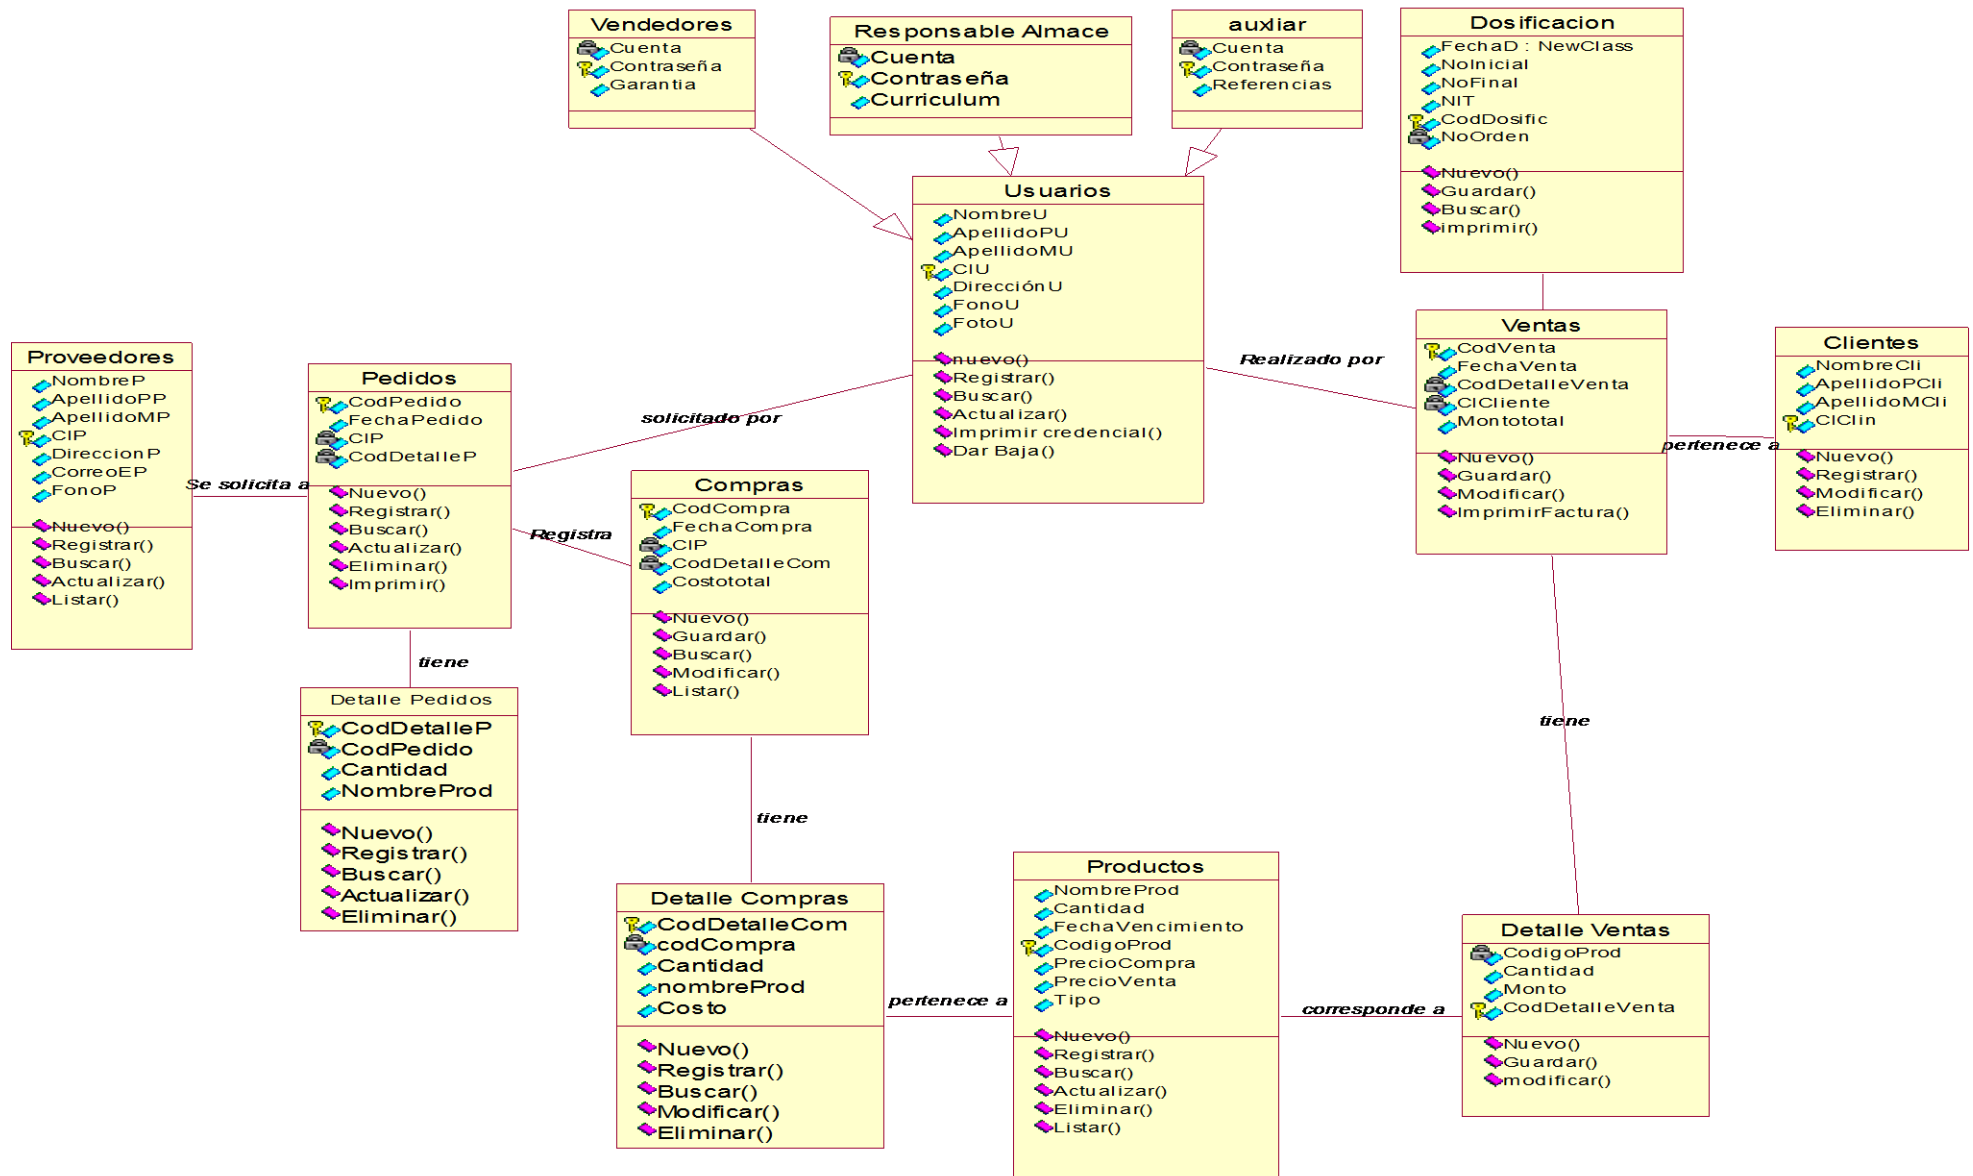 Vendedores
Cuenta
Contraseña
Garantia
Responsable Almace
Cuenta
Contraseña
Curriculum
auxliar
Cuenta
Contraseña
Referencias
Dosificacion
FechaD : NewClass
NoInicial
NoFinal
NIT
CodDosific
NoOrden
Nuevo()
Guardar()
Buscar()
imprimir()
Usuarios
NombreU
ApellidoPU
ApellidoMU
CIU
DirecciónU
FonoU
FotoU
nuevo()
Registrar()
Buscar()
Actualizar()
Imprimir credencial()
Dar Baja()
Realizado por
Ventas
CodVenta
FechaVenta
CodDetalleVenta
CICliente
Montototal
Nuevo()
Guardar()
Modificar()
ImprimirFactura()
pertenece a
Clientes
NombreCli
ApellidoPCli
ApellidoMCli
CIClin
Nuevo()
Registrar()
Modificar()
Eliminar()
Proveedores
NombreP
ApellidoPP
ApellidoMP
CIP
DireccionP
CorreoEP
FonoP
Nuevo()
Registrar()
Buscar()
Actualizar()
Listar()
Se solicita a
Pedidos
CodPedido
FechaPedido
CIP
CodDetalleP
Nuevo()
Registrar()
Buscar()
Actualizar()
Eliminar()
Imprimir()
solicitado por
Registra
Compras
CodCompra
FechaCompra
CIP
CodDetalleCom
Costototal
Nuevo()
Guardar()
Buscar()
Modificar()
Listar()
tiene
Detalle Pedidos
CodDetalleP
CodPedido
Cantidad
NombreProd
Nuevo()
Registrar()
Buscar()
Actualizar()
Eliminar()
tiene
tiene
Detalle Compras
CodDetalleCom
codCompra
Cantidad
nombreProd
Costo
Nuevo()
Registrar()
Buscar()
Modificar()
Eliminar()
pertenece a
Productos
NombreProd
Cantidad
FechaVencimiento
CodigoProd
PrecioCompra
PrecioVenta
Tipo
Nuevo()
Registrar()
Buscar()
Actualizar()
Eliminar()
Listar()
corresponde a
Detalle Ventas
CodigoProd
Cantidad
Monto
CodDetalleVenta
Nuevo()
Guardar()
modificar()